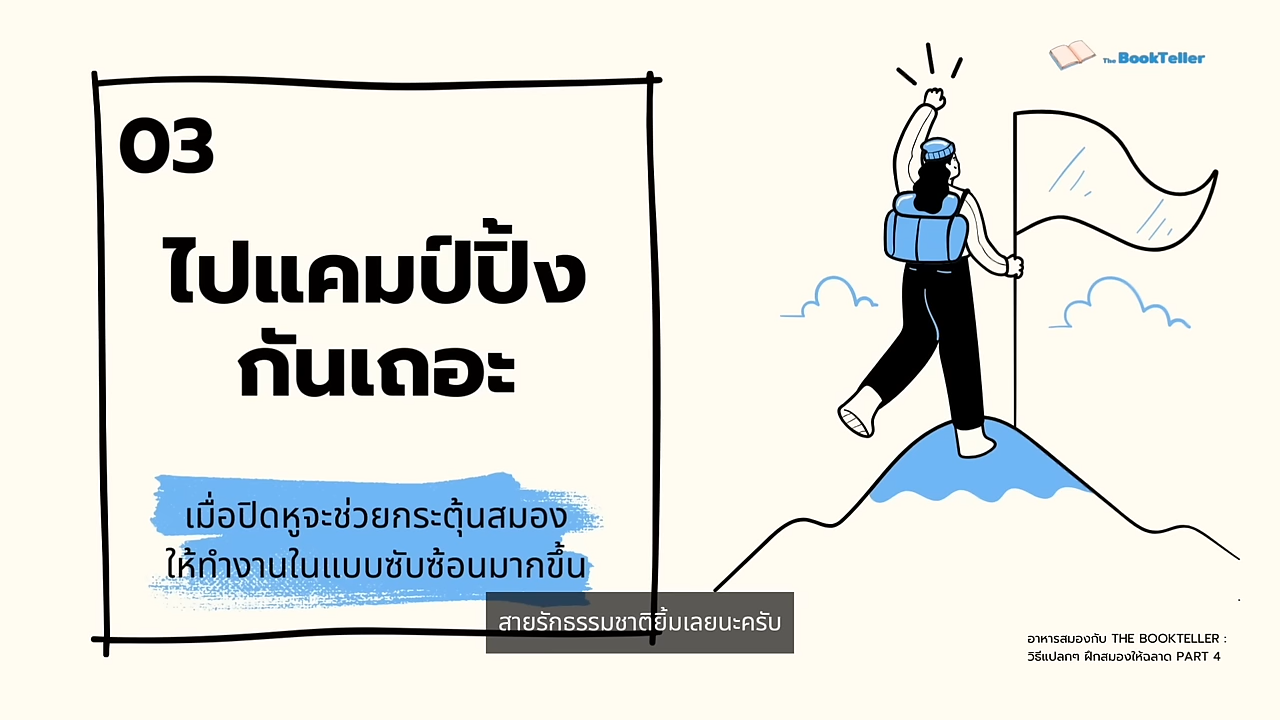 The BookTeller
03
ไปแคมป์ปิ้ง
กันเถอะ
เมื่อปิดหูจะช่วยกระตุ้นสมอง
ให้ทำงานในแบบซับซ้อนมากขึ้น
สายรักธรรมชาติยิ้มเลยนะครับ
อาหารสมองกับ THE BOOKTELLER :
วิธีแปลกๆ ฝึกสมองให้ฉลาด PART 4